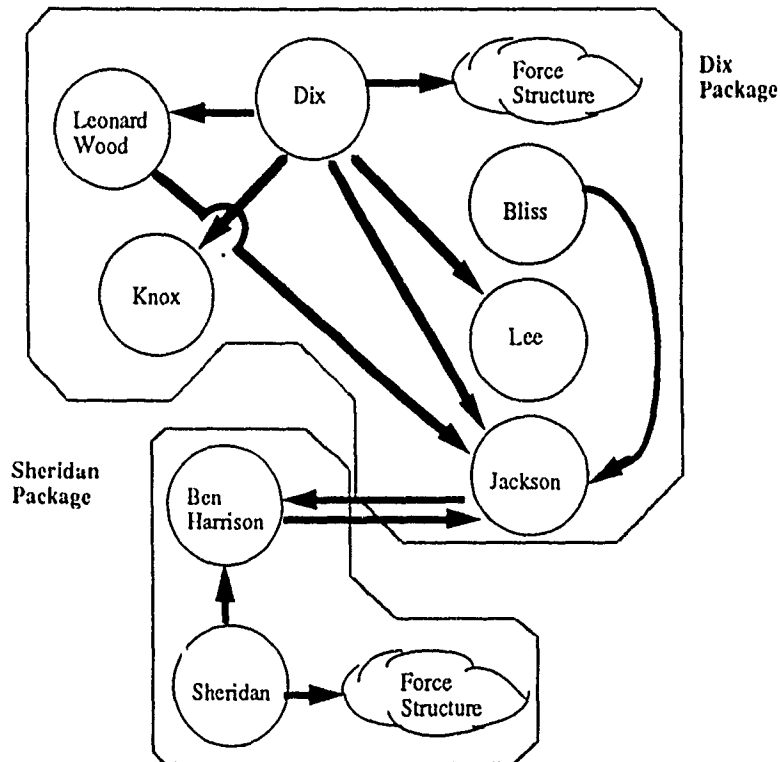 Dix
Package
Force
Structure
Dix
Leonard
Wood
Bliss
Knox
Lee
Jackson
Sheridan
Package
Ben
Harrison
Sheridan
Force
Structure